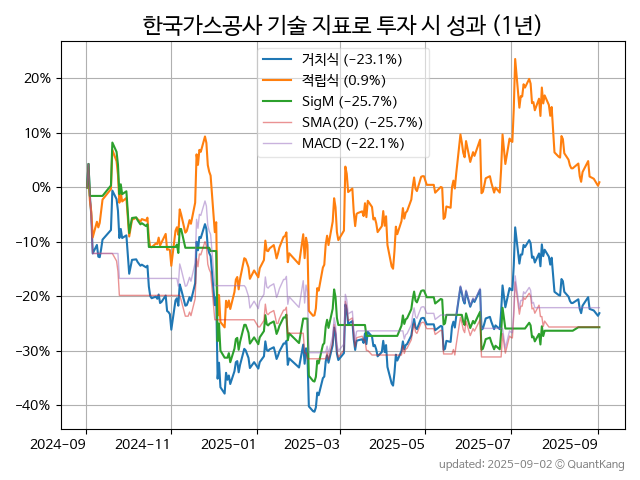 한국가스공사 기술 지표로 투자 시 성과 (1년)
거치식 (−23.1%)
적립식 (0.9%)
SigM (−25.7%)
SMA(20) (−25.7%)
MACD (−22.1%)
20%
10%
0%
−10%
−20%
−30%
−40%
2024-09 2024-11 2025-01 2025-03 2025-05 2025-07 2025-09
updated: 2025-09-02 © QuantKang